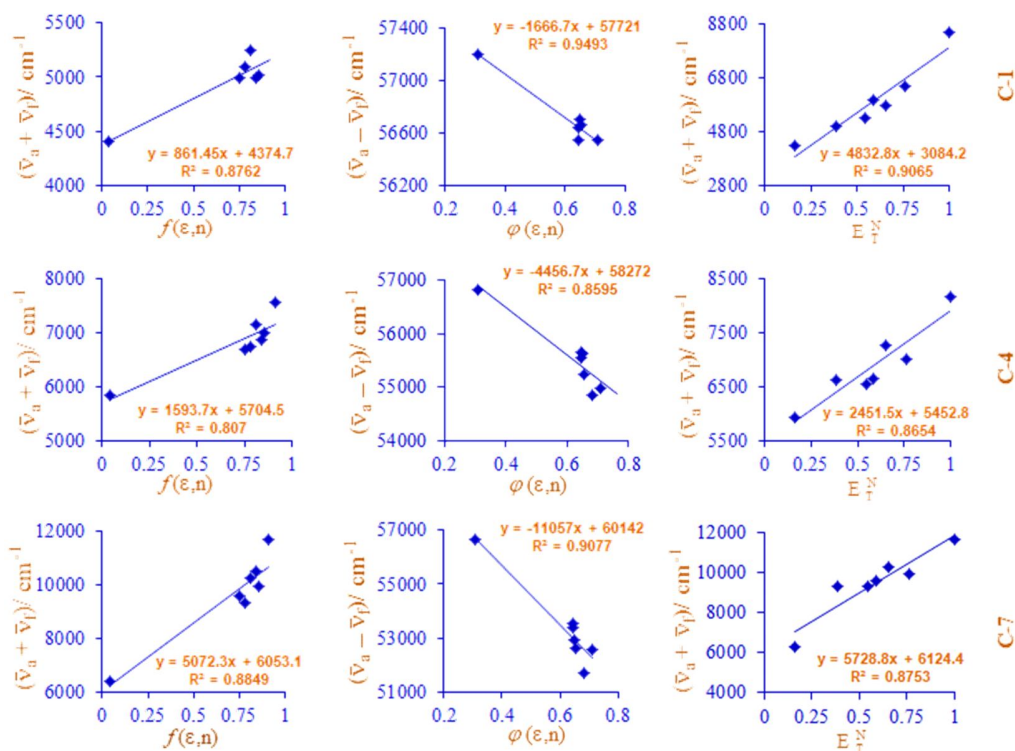 (ν̄a + ν̄f)/ cm⁻¹
5500
5000
4500
4000
y = 861.45x + 4374.7
R² = 0.8762
0 0.25 0.5 0.75 1
f(ε,n)
(ν̄a − ν̄f)/ cm⁻¹
57400
57000
56600
56200
y = -1666.7x + 57721
R² = 0.9493
0.2 0.4 0.6 0.8
φ (ε,n)
(ν̄a + ν̄f)/ cm⁻¹
8800
6800
4800
2800
y = 4832.8x + 3084.2
R² = 0.9065
0 0.25 0.5 0.75 1
E N T
C-1
(ν̄a + ν̄f)/ cm⁻¹
8000
7000
6000
5000
y = 1593.7x + 5704.5
R² = 0.807
0 0.25 0.5 0.75 1
f(ε,n)
(ν̄a − ν̄f)/ cm⁻¹
57000
56000
55000
54000
y = -4456.7x + 58272
R² = 0.8595
0.2 0.4 0.6 0.8
φ (ε,n)
(ν̄a + ν̄f)/ cm⁻¹
8500
7500
6500
5500
y = 2451.5x + 5452.8
R² = 0.8654
0 0.25 0.5 0.75 1
E N T
C-4
(ν̄a + ν̄f)/ cm⁻¹
12000
10000
8000
6000
y = 5072.3x + 6053.1
R² = 0.8849
0 0.25 0.5 0.75 1
f(ε,n)
(ν̄a − ν̄f)/ cm⁻¹
57000
55000
53000
51000
y = -11057x + 60142
R² = 0.9077
0.2 0.4 0.6 0.8
φ (ε,n)
(ν̄a + ν̄f)/ cm⁻¹
12000
10000
8000
6000
4000
y = 5728.8x + 6124.4
R² = 0.8753
0 0.25 0.5 0.75 1
E N T
C-7